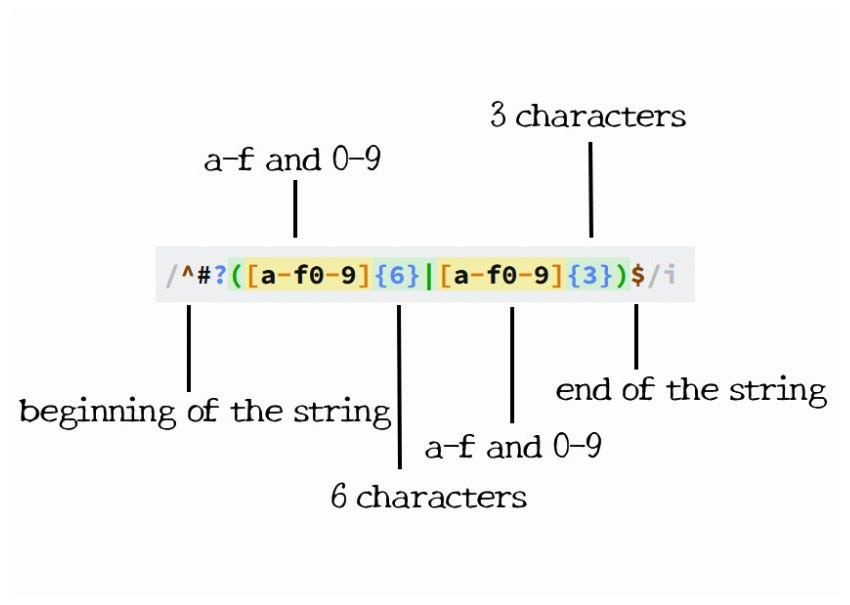 3 characters
a-f and 0-9
/^#?([a-f0-9]{6}|[a-f0-9]{3})$/i
beginning of the string
end of the string
a-f and 0-9
6 characters